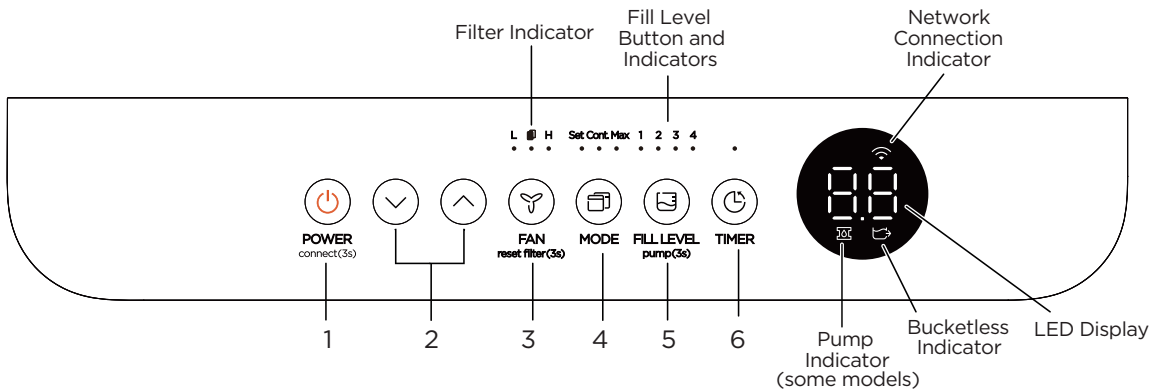 Filter Indicator
Fill Level
Button and
Indicators
Network
Connection
Indicator
L H Set Cont. Max 1 2 3 4
8.8
POWER
connect(3s)
FAN
reset filter(3s)
MODE
FILL LEVEL
pump(3s)
TIMER
1 2 3 4 5 6
Pump
Indicator
(some models)
Bucketless
Indicator
LED Display